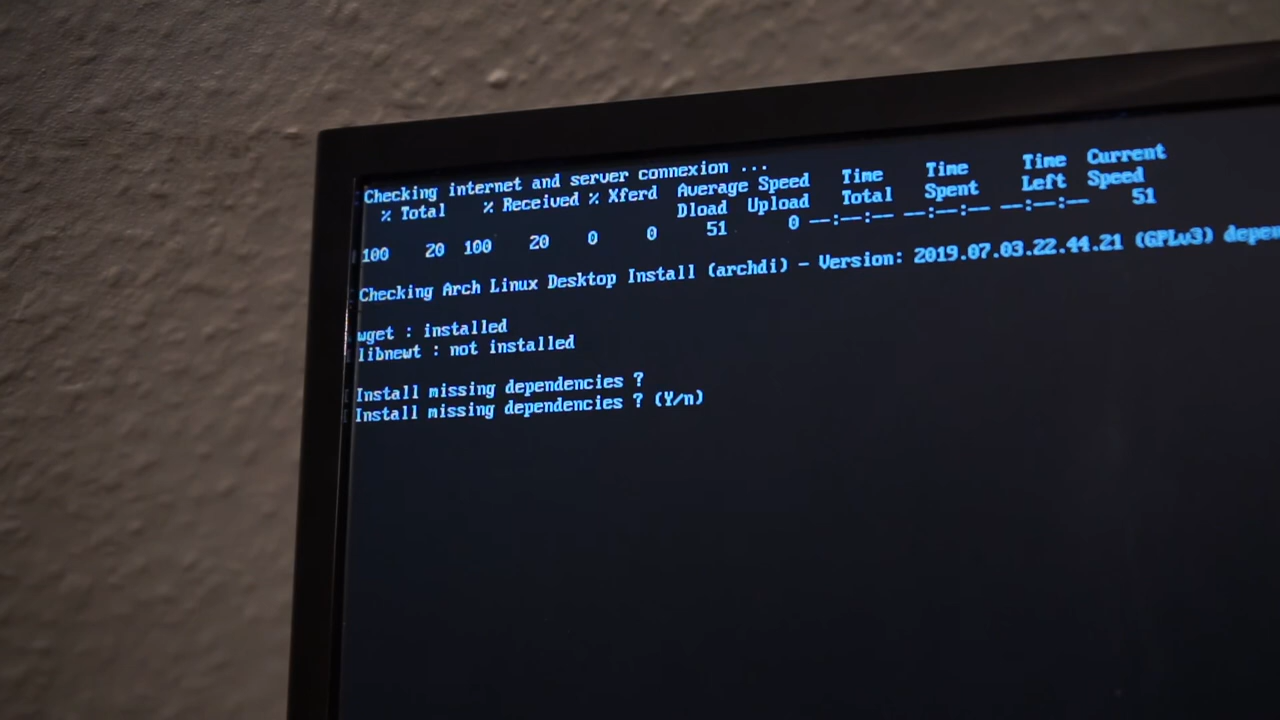 Checking internet and server connexion ...
% Total % Received % Xferd Average Speed Time Time Time Current
Dload Upload Total Spent Left Speed
100 20 100 20 0 0 51 0 --:--:-- --:--:-- --:--:-- 51
Checking Arch Linux Desktop Install (archdi) - Version: 2019.07.03.22.44.21 (GPLv3) depen
wget : installed
libnewt : not installed
Install missing dependencies ?
Install missing dependencies ? (Y/n)